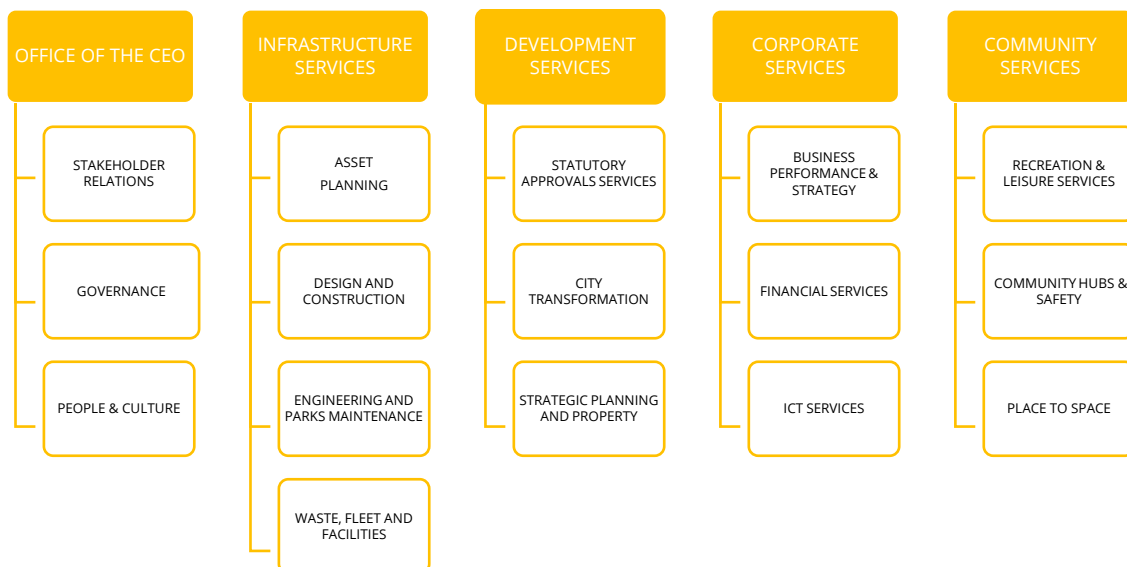 OFFICE OF THE CEO
STAKEHOLDER
RELATIONS
GOVERNANCE
PEOPLE & CULTURE
INFRASTRUCTURE
SERVICES
ASSET
PLANNING
DESIGN AND
CONSTRUCTION
ENGINEERING AND
PARKS MAINTENANCE
WASTE, FLEET AND
FACILITIES
DEVELOPMENT
SERVICES
STATUTORY
APPROVALS SERVICES
CITY
TRANSFORMATION
STRATEGIC PLANNING
AND PROPERTY
CORPORATE
SERVICES
BUSINESS
PERFORMANCE &
STRATEGY
FINANCIAL SERVICES
ICT SERVICES
COMMUNITY
SERVICES
RECREATION &
LEISURE SERVICES
COMMUNITY HUBS &
SAFETY
PLACE TO SPACE